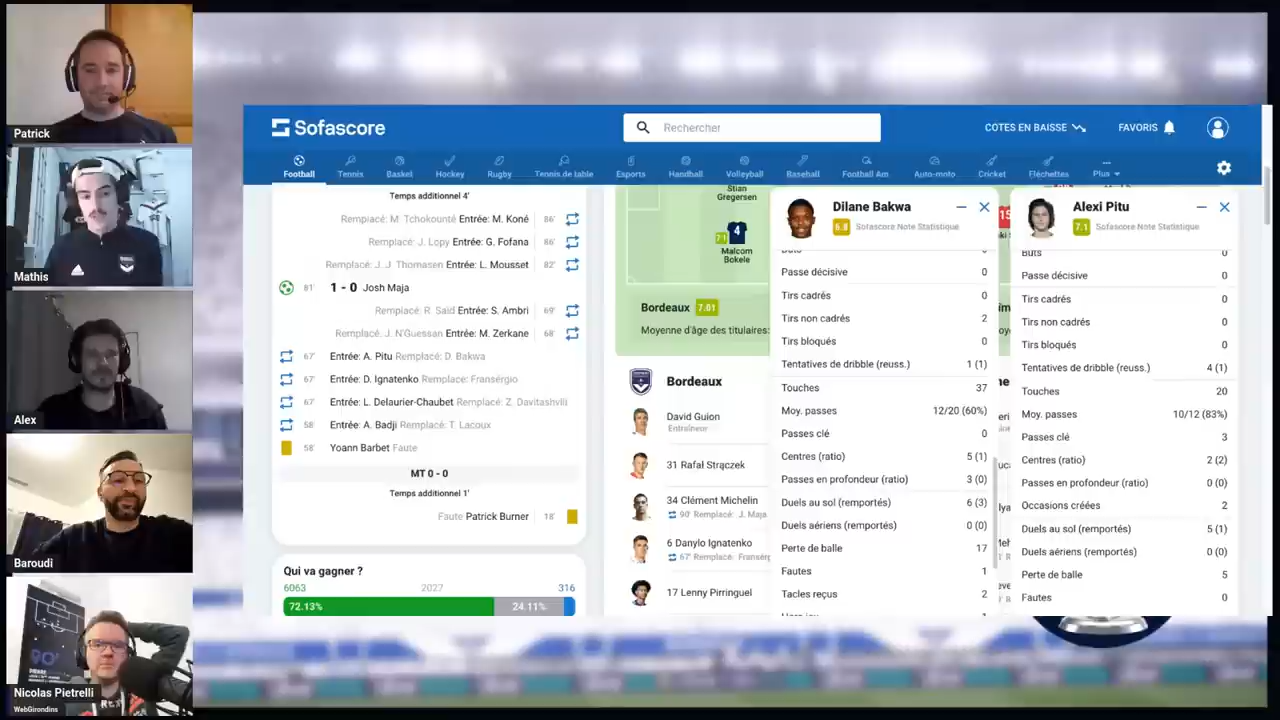 Patrick
Mathis
Alex
Baroudi
Nicolas Pietrelli
WebGirondins
Sofascore
Rechercher
COTES EN BAISSE
FAVORIS
Football
Tennis
Basket
Hockey
Rugby
Tennis de table
Esports
Handball
Volleyball
Baseball
Football Am
Auto-moto
Cricket
Fléchettes
Plus
Temps additionnel 4'
Remplacé: M. Tchokounté Entrée: M. Koné 86'
Remplacé: J. Lopy Entrée: G. Fofana 86'
Remplacé: J. J. Thomasen Entrée: L. Mousset 82'
81' 1 - 0 Josh Maja
Remplacé: R. Saïd Entrée: S. Ambri 69'
Remplacé: J. N'Guessan Entrée: M. Zerkane 68'
67' Entrée: A. Pitu Remplacé: D. Bakwa
67' Entrée: D. Ignatenko Remplacé: Fransérgio
67' Entrée: L. Delaurier-Chaubet Remplacé: Z. Davitashvili
58' Entrée: A. Badji Remplacé: T. Lacoux
58' Yoann Barbet Faute
MT 0 - 0
Temps additionnel 1'
Faute Patrick Burner 18'
Qui va gagner ?
6063 2027 316
72.13% 24.11%
Stian
Gregersen
4
7.1
Malcom
Bokele
Bordeaux 7.01
Moyenne d'âge des titulaires:
Bordeaux
David Guion
Entraîneur
31 Rafał Strączek
34 Clément Michelin
90' Remplacé: J. Maja
6 Danylo Ignatenko
67' Remplacé: Fransérg
17 Lenny Pirringuel
Dilane Bakwa
6.8 Sofascore Note Statistique
Buts 0
Passe décisive 0
Tirs cadrés 0
Tirs non cadrés 2
Tirs bloqués 0
Tentatives de dribble (reuss.) 1 (1)
Touches 37
Moy. passes 12/20 (60%)
Passes clé 0
Centres (ratio) 5 (1)
Passes en profondeur (ratio) 3 (0)
Duels au sol (remportés) 6 (3)
Duels aériens (remportés) 0 (0)
Perte de balle 17
Fautes 1
Tacles reçus 2
Hors jeu 1
Alexi Pitu
7.1 Sofascore Note Statistique
Buts 0
Passe décisive 0
Tirs cadrés 0
Tirs non cadrés 0
Tirs bloqués 0
Tentatives de dribble (reuss.) 4 (1)
Touches 20
Moy. passes 10/12 (83%)
Passes clé 3
Centres (ratio) 2 (2)
Passes en profondeur (ratio) 0 (0)
Occasions créées 2
Duels au sol (remportés) 5 (1)
Duels aériens (remportés) 0 (0)
Perte de balle 5
Fautes 0